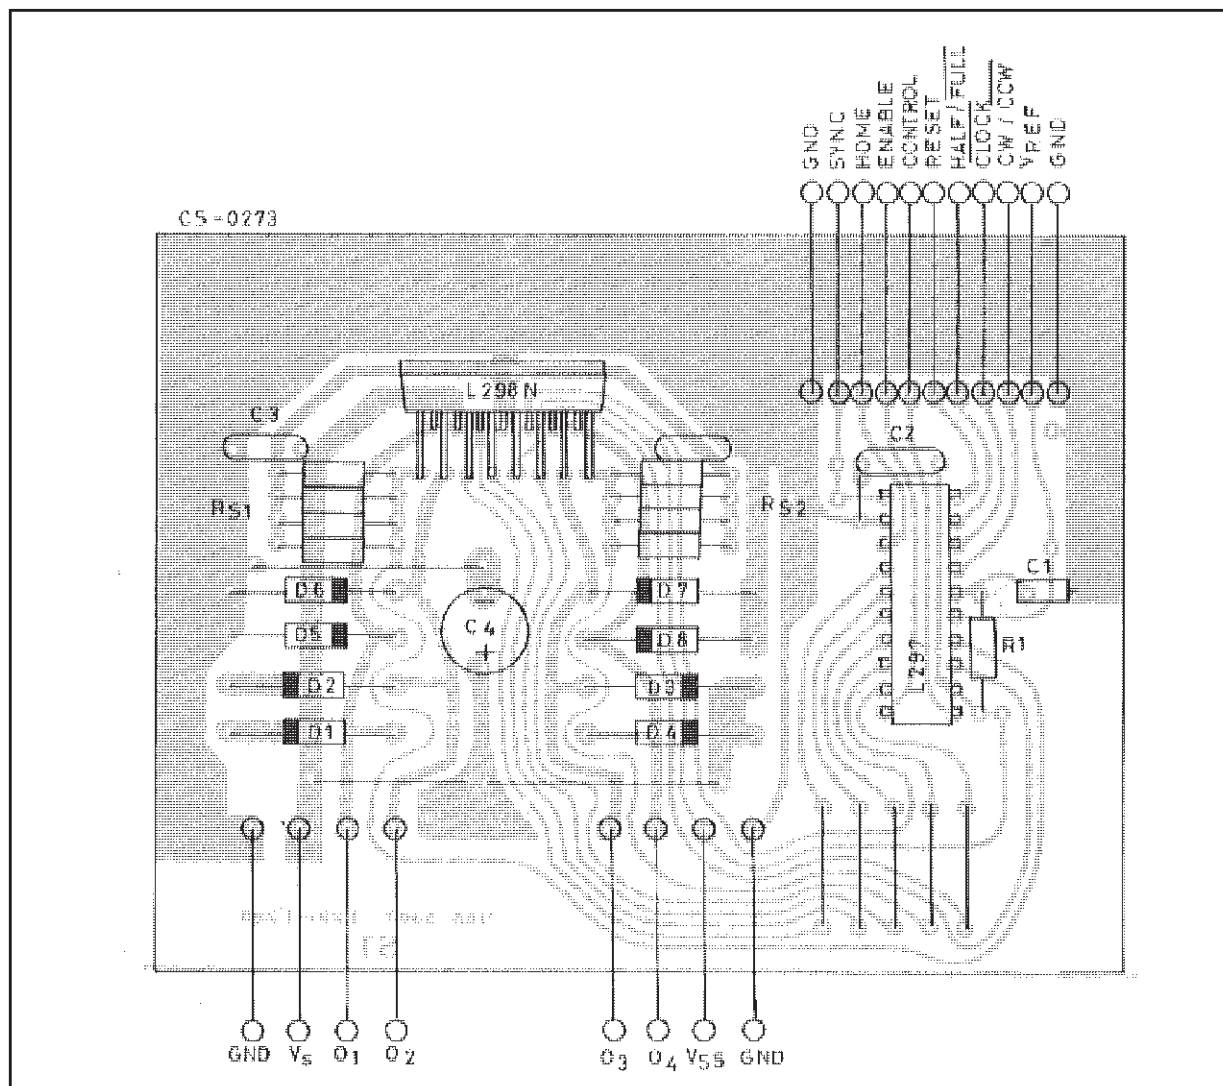 GND
SYNC
HOME
ENABLE
CONTROL
RESET
HALF/FULL
CLOCK
CW / CCW
VREF
GND
CS-0273
L298N
C3
C2
RS1
RS2
C1
D6
D7
C4
+
D5
D8
R1
L297
D2
D3
D1
D4
GND
Vs
O1
O2
O3
O4
VSS
GND